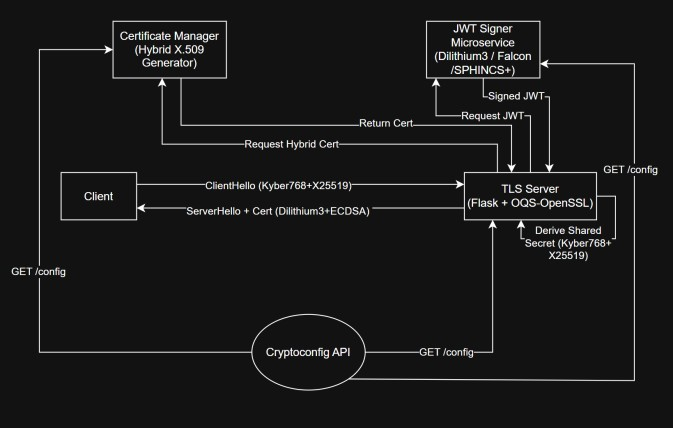 Certificate Manager
(Hybrid X.509
Generator)
JWT Signer
Microservice
(Dilithium3 / Falcon
/SPHINCS+)
Signed JWT
Request JWT
Return Cert
Request Hybrid Cert
GET /config
Client
ClientHello (Kyber768+X25519)
ServerHello + Cert (Dilithium3+ECDSA)
TLS Server
(Flask + OQS-OpenSSL)
Derive Shared
Secret (Kyber768+
X25519)
GET /config
Cryptoconfig API
GET /config